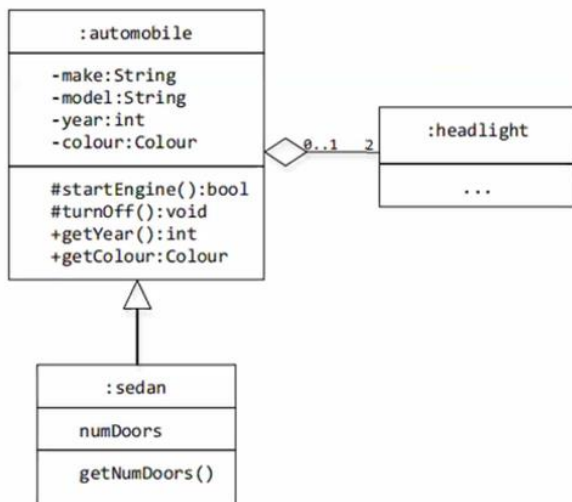 :automobile
-make:String
-model:String
-year:int
-colour:Colour
#startEngine():bool
#turnOff():void
+getYear():int
+getColour:Colour
0..1 2
:headlight
...
:sedan
numDoors
getNumDoors()